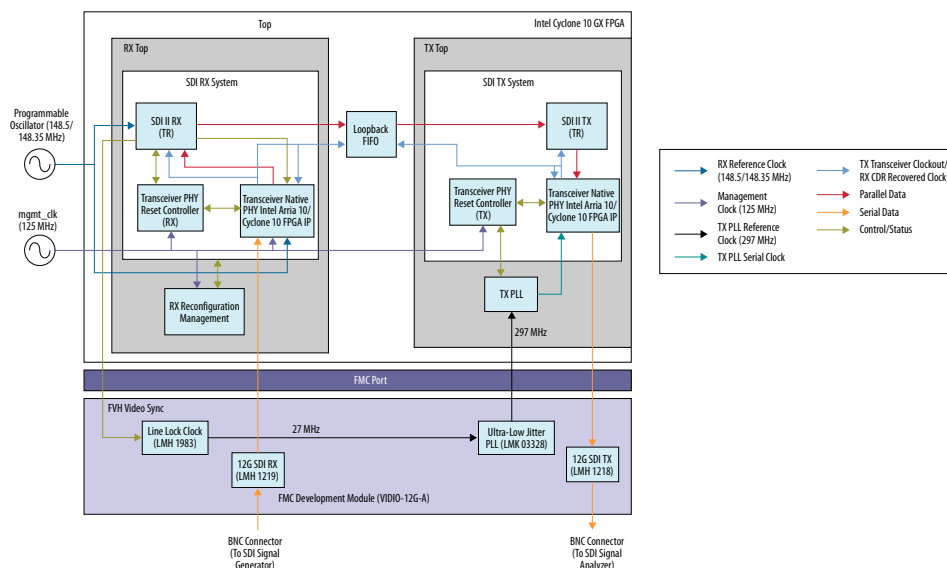 Top
Intel Cyclone 10 GX FPGA
RX Top
TX Top
SDI RX System
SDI TX System
Programmable
Oscillator (148.5/
148.35 MHz)
SDI II RX
(TR)
Loopback
FIFO
SDI II TX
(TR)
Transceiver PHY
Reset Controller
(RX)
Transceiver Native
PHY Intel Arria 10/
Cyclone 10 FPGA IP
Transceiver PHY
Reset Controller
(TX)
Transceiver Native
PHY Intel Arria 10/
Cyclone 10 FPGA IP
mgmt_clk
(125 MHz)
RX Reconfiguration
Management
TX PLL
297 MHz
FMC Port
FVH Video Sync
Line Lock Clock
(LMH 1983)
27 MHz
Ultra-Low Jitter
PLL (LMK 03328)
12G SDI RX
(LMH 1219)
12G SDI TX
(LMH 1218)
FMC Development Module (VIDIO-12G-A)
BNC Connector
(To SDI Signal
Generator)
BNC Connector
(To SDI Signal
Analyzer)
RX Reference Clock
(148.5/148.35 MHz)
Management
Clock (125 MHz)
TX PLL Reference
Clock (297 MHz)
TX PLL Serial Clock
TX Transceiver Clockout/
RX CDR Recovered Clock
Parallel Data
Serial Data
Control/Status